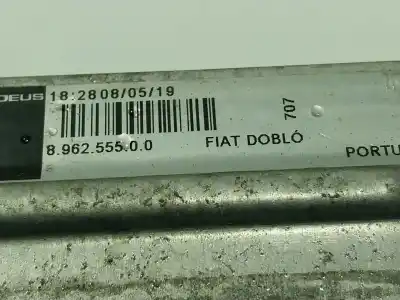 DEUS 18:28 08/05/19
8.962.555.0.0 FIAT DOBLÓ 707 PORTU